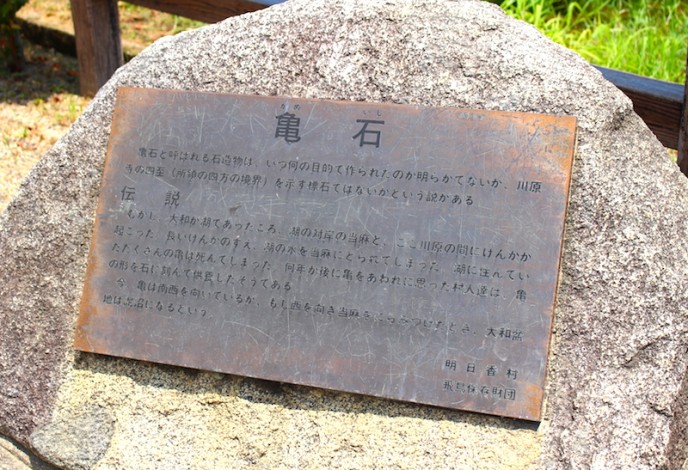 かめ いし
亀石
亀石と呼ばれる石造物は、いつ何の目的で作られたのか明らかでないが、川原
寺の四至（所領の四方の境界）を示す標石ではないかという説がある
伝説
むかし、大和が湖であったころ、湖の対岸の当麻と、ここ川原の間にけんかが
起こった 長いけんかのすえ、湖の水を当麻にとられてしまった 湖に住んでい
たたくさんの亀は死んでしまった 何年か後に亀をあわれに思った村人達は、亀
の形を石に刻んで供養したそうである
今、亀は南西を向いているが、もし西を向き当麻を
大和盆
地は
になるという。
明日香村